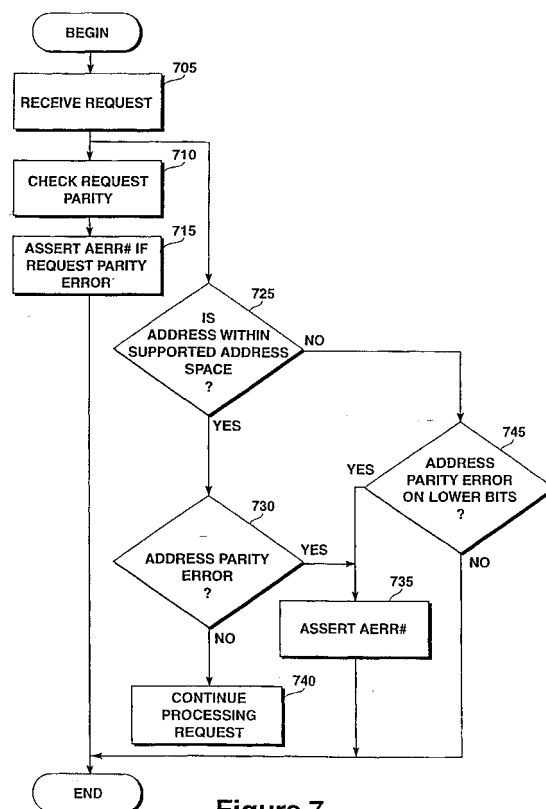 BEGIN
705
RECEIVE REQUEST
710
CHECK REQUEST
PARITY
715
ASSERT AERR# IF
REQUEST PARITY
ERROR
725
IS
ADDRESS WITHIN
SUPPORTED ADDRESS
SPACE
?
NO
YES
745
YES
ADDRESS
PARITY ERROR
ON LOWER BITS
?
NO
730
ADDRESS PARITY
ERROR
?
YES
NO
735
ASSERT AERR#
740
CONTINUE
PROCESSING
REQUEST
END
Figure 7